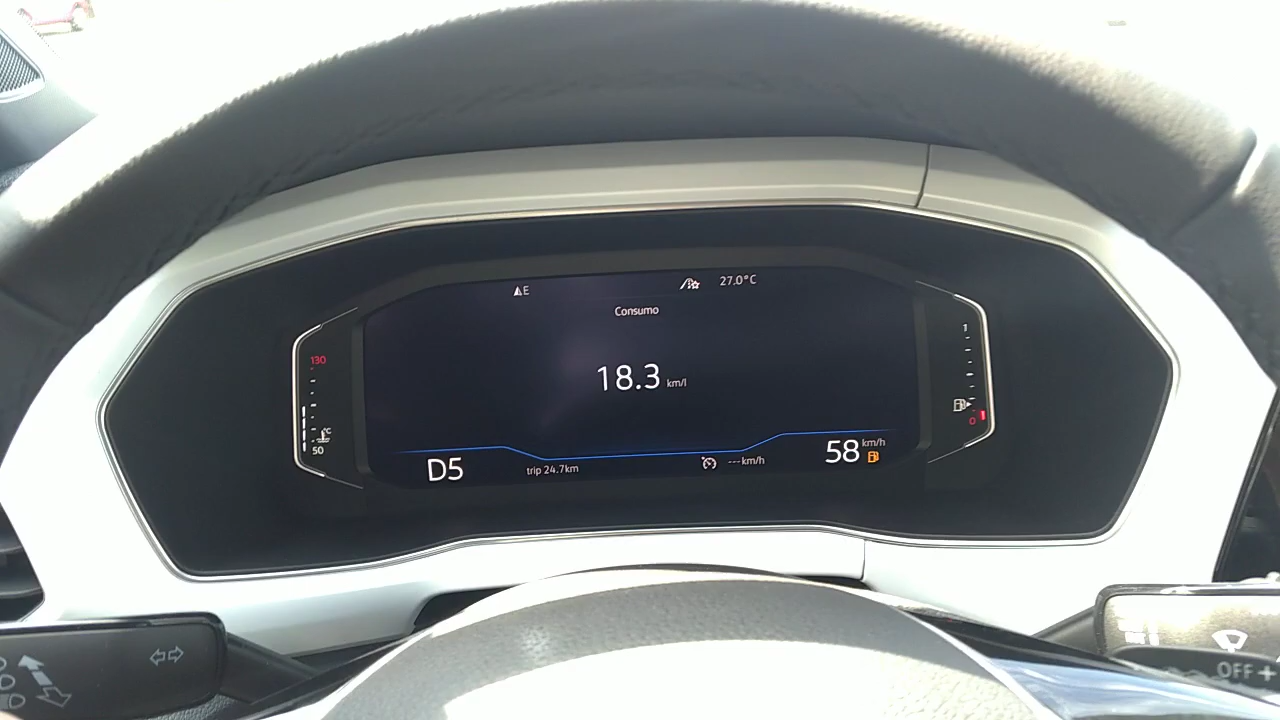 E
27.0°C
Consumo
18.3 km/l
130
°C
50
1
0
D5
trip 24.7km
--- km/h
58 km/h
OFF +